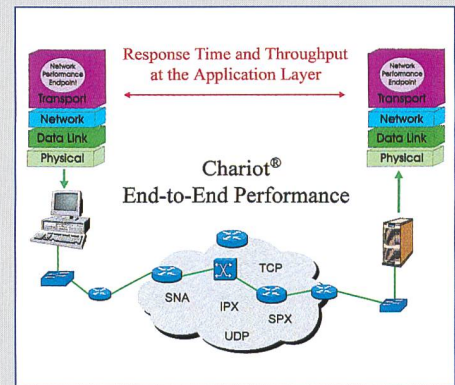 Response Time and Throughput
at the Application Layer
Network
Performance
Endpoint
Transport
Network
Data Link
Physical
Network
Performance
Endpoint
Transport
Network
Data Link
Physical
Chariot®
End-to-End Performance
TCP
SNA
IPX
SPX
UDP